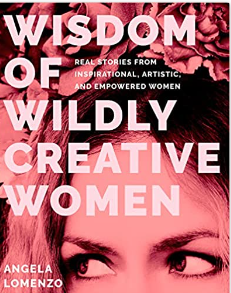 WISDOM
OF
REAL STORIES FROM
INSPIRATIONAL, ARTISTIC,
AND EMPOWERED WOMEN
WILDLY
CREATIVE
WOMEN
ANGELA
LOMENZO